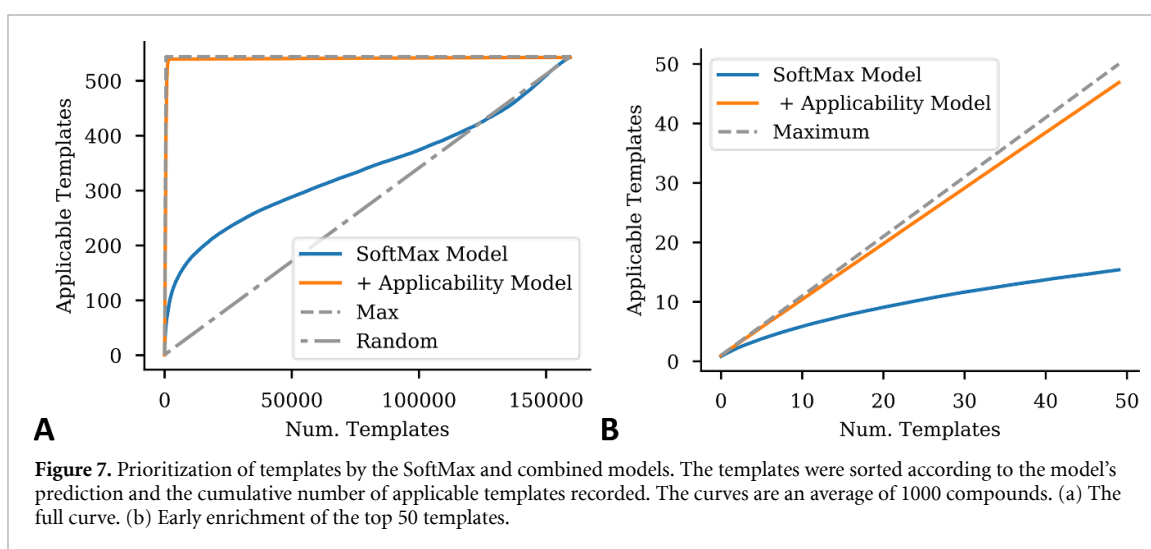 500
400
300
200
100
0
Applicable Templates
SoftMax Model
+ Applicability Model
Max
Random
0
50000
100000
150000
Num. Templates
A
50
40
30
20
10
0
Applicable Templates
SoftMax Model
+ Applicability Model
Maximum
0
10
20
30
40
50
Num. Templates
B
Figure 7. Prioritization of templates by the SoftMax and combined models. The templates were sorted according to the model's
prediction and the cumulative number of applicable templates recorded. The curves are an average of 1000 compounds. (a) The
full curve. (b) Early enrichment of the top 50 templates.